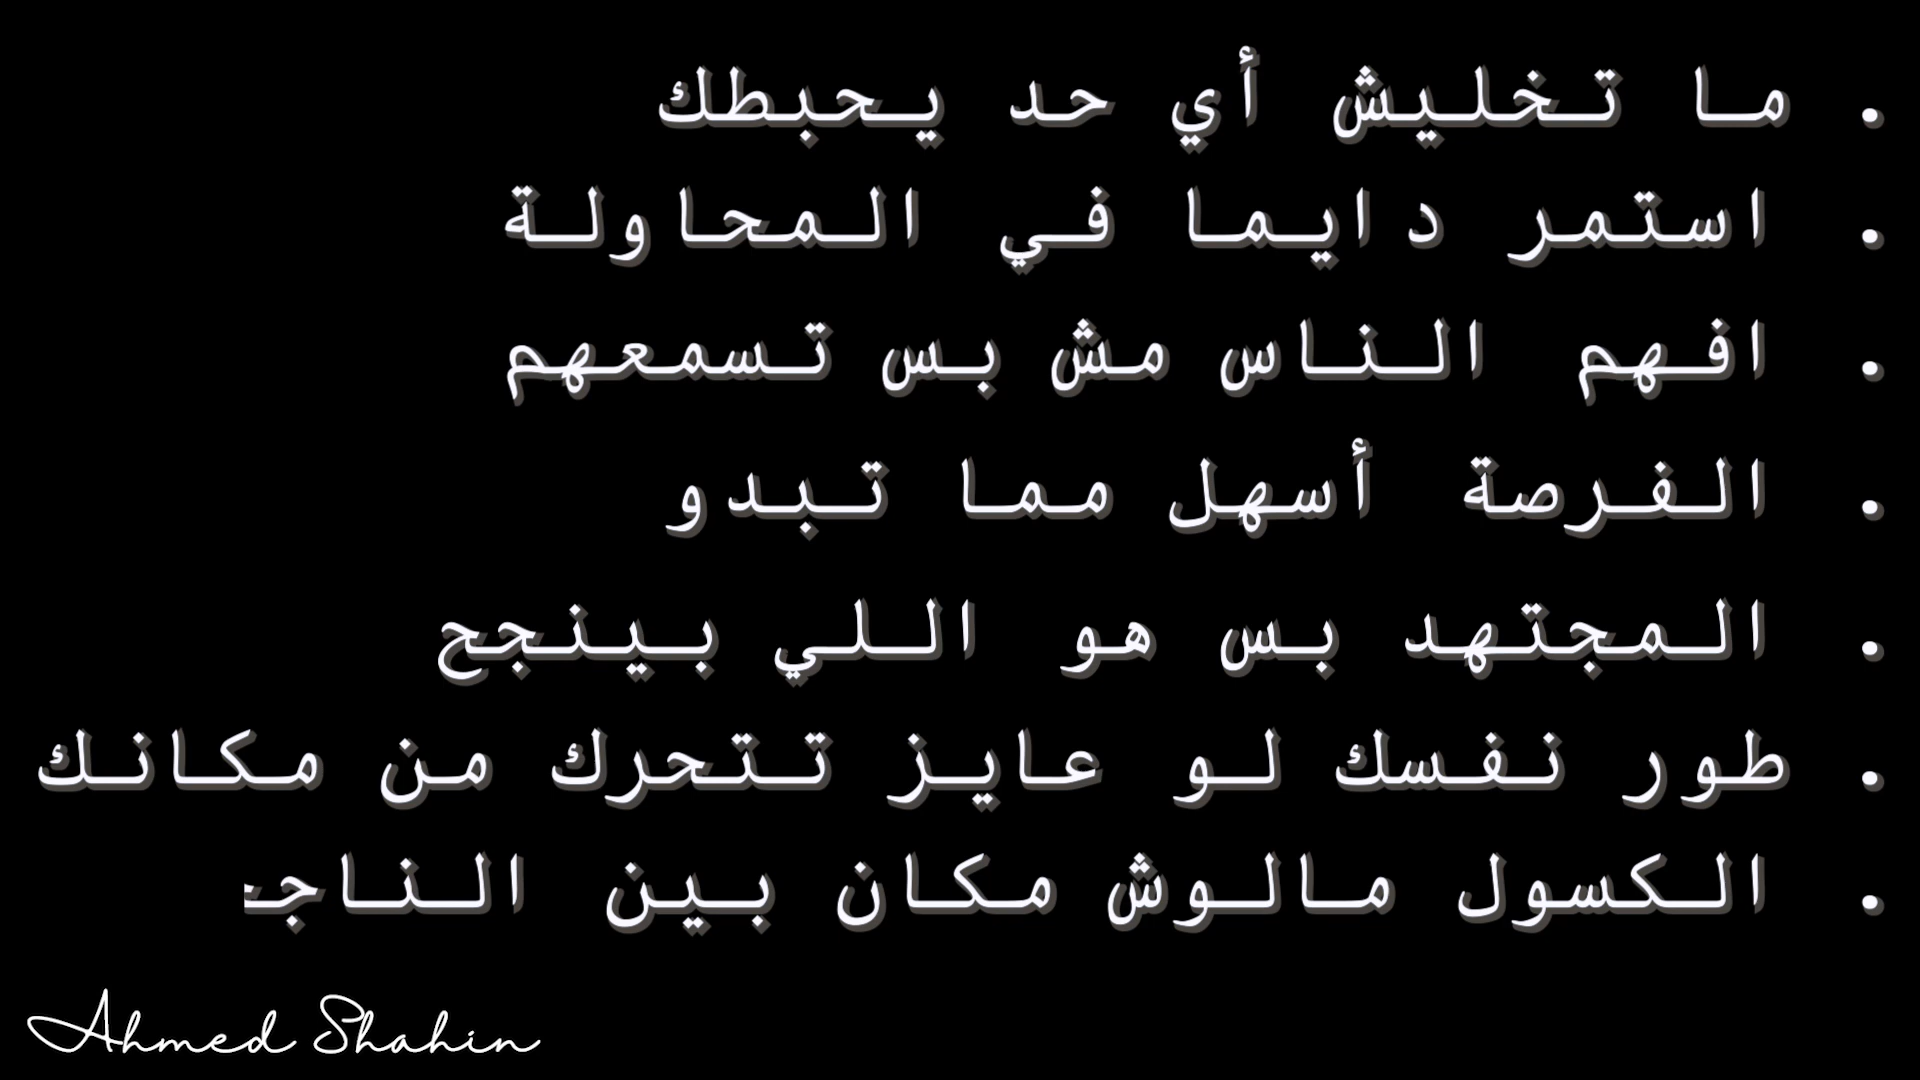 . ما تخليش أي حد يحبطك
. استمر دايما في المحاولة
. افهم الناس مش بس تسمعهم
. الفرصة أسهل مما تبدو
. المجتهد بس هو اللي بينجح
. طور نفسك لو عايز تتحرك من مكانك
. الكسول مالوش مكان بين
Ahmed Shahin